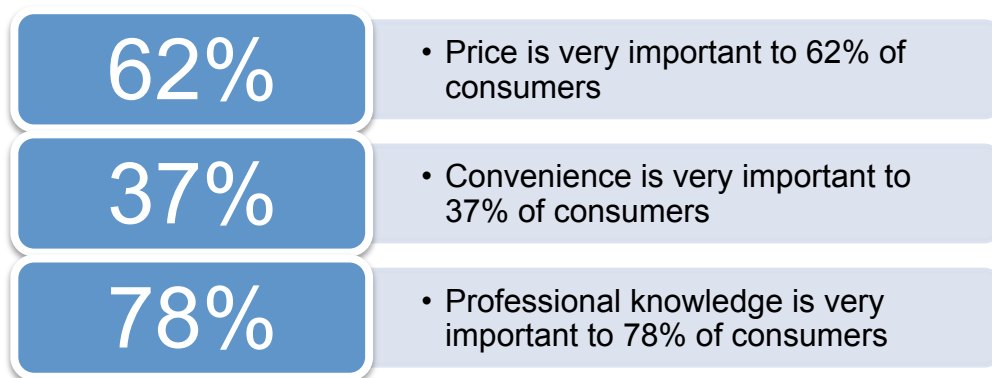 62%
• Price is very important to 62% of
consumers
37%
• Convenience is very important to
37% of consumers
78%
• Professional knowledge is very
important to 78% of consumers